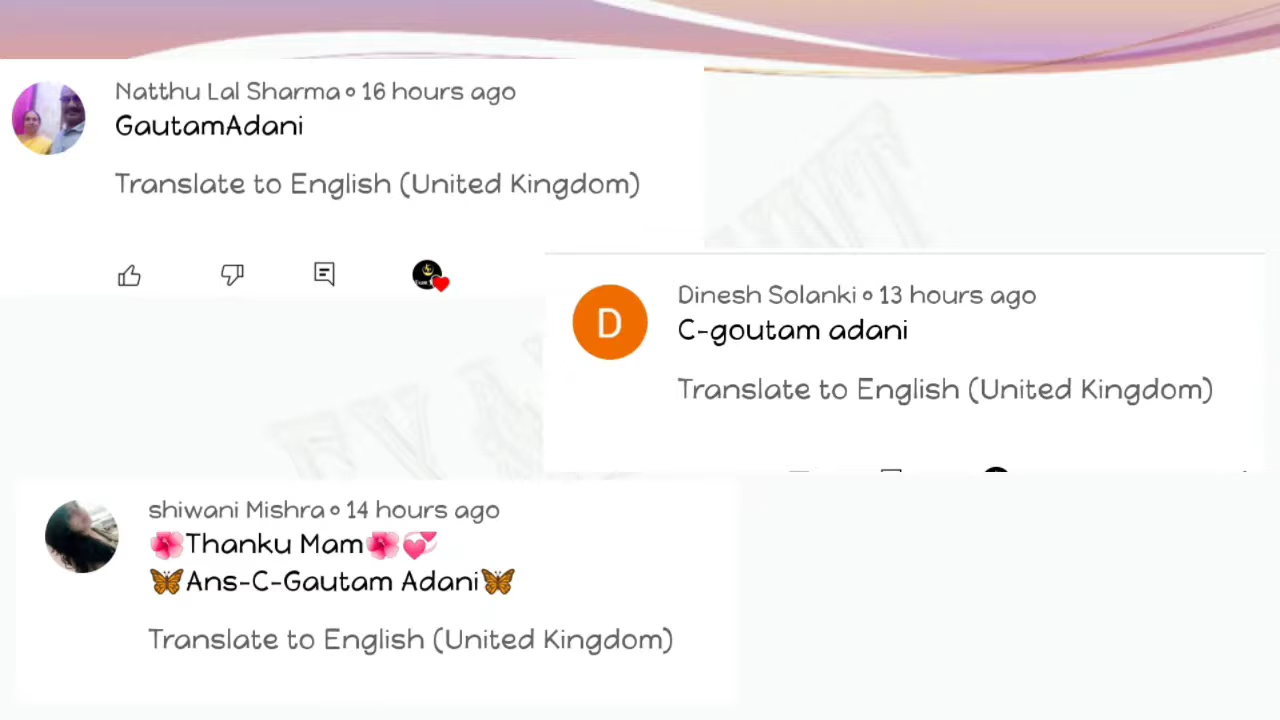 Natthu Lal Sharma • 16 hours ago
GautamAdani
Translate to English (United Kingdom)
Dinesh Solanki • 13 hours ago
D
C-goutam adani
Translate to English (United Kingdom)
shiwani Mishra • 14 hours ago
🌺Thanku Mam🌺💞
🦋Ans-C-Gautam Adani🦋
Translate to English (United Kingdom)